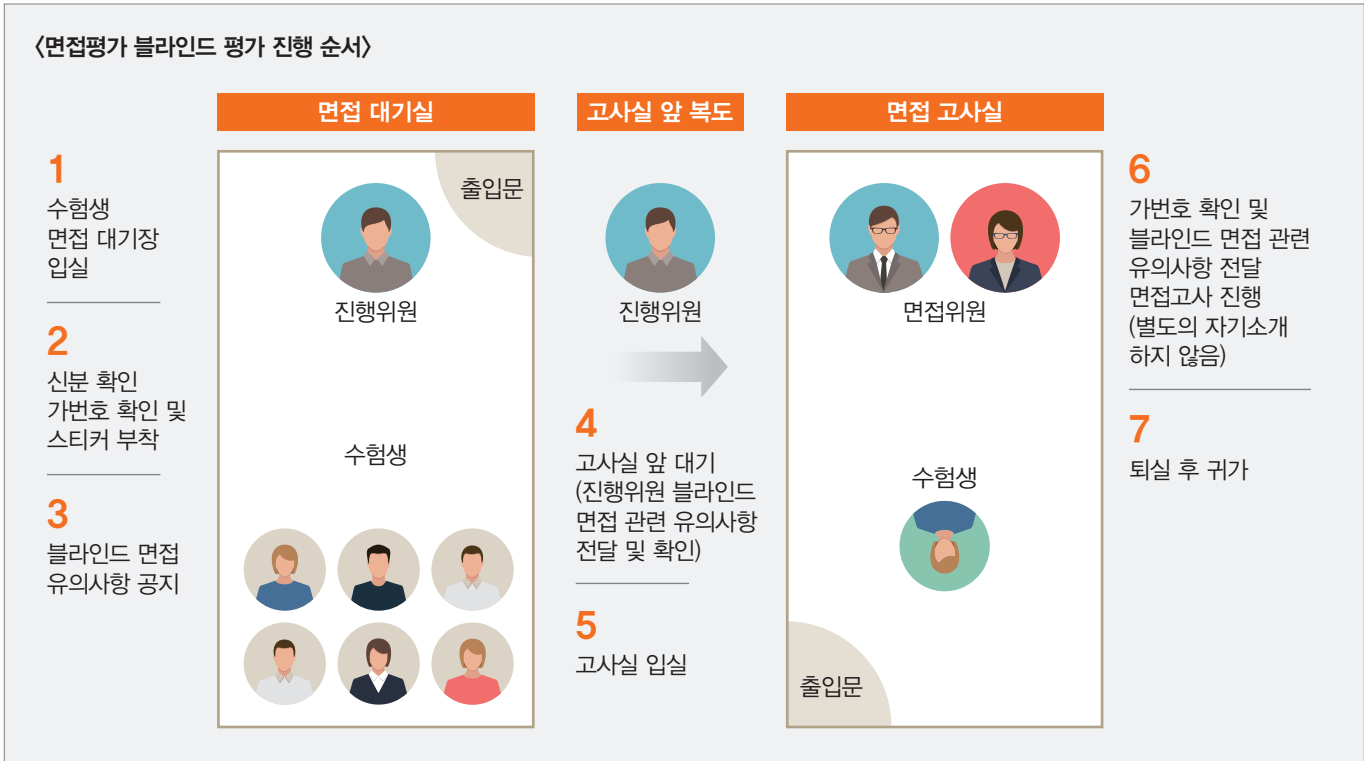 〈면접평가 블라인드 평가 진행 순서〉
면접 대기실
고사실 앞 복도
면접 고사실
1
수험생
면접 대기장
입실
2
신분 확인
가번호 확인 및
스티커 부착
3
블라인드 면접
유의사항 공지
출입문
진행위원
수험생
진행위원
4
고사실 앞 대기
(진행위원 블라인드
면접 관련 유의사항
전달 및 확인)
5
고사실 입실
면접위원
수험생
출입문
6
가번호 확인 및
블라인드 면접 관련
유의사항 전달
면접고사 진행
(별도의 자기소개
하지 않음)
7
퇴실 후 귀가